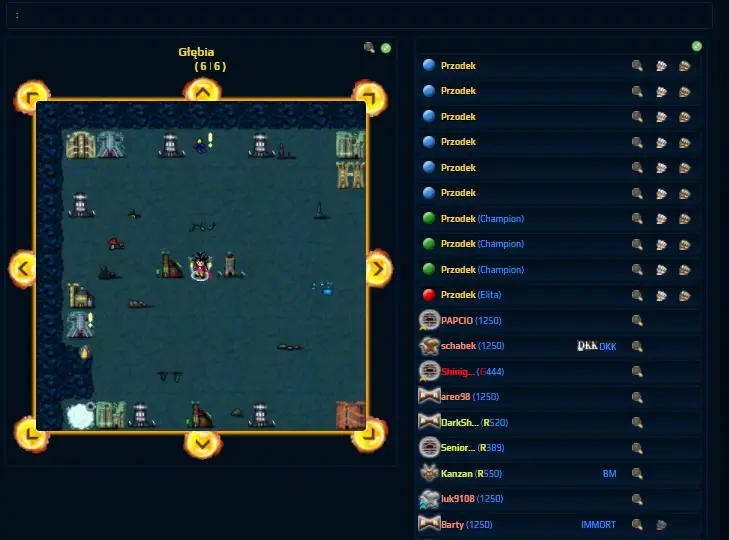 :
Głębia
( 6 | 6 )
Przodek
Przodek
Przodek
Przodek
Przodek
Przodek
Przodek (Champion)
Przodek (Champion)
Przodek (Champion)
Przodek (Elita)
PAPCIO (1250)
schabek (1250) DKK DKK
Shinig... (G444)
areo98 (1250)
DarkSh... (R520)
Senior... (R389)
Kanzan (R550) BM
luk9108 (1250)
Barty (1250) IMMORT